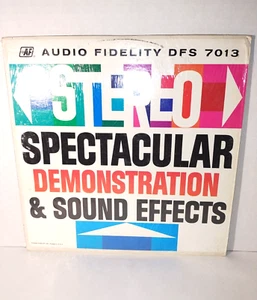 AF AUDIO FIDELITY DFS 7013
STEREO
SPECTACULAR
DEMONSTRATION
& SOUND EFFECTS